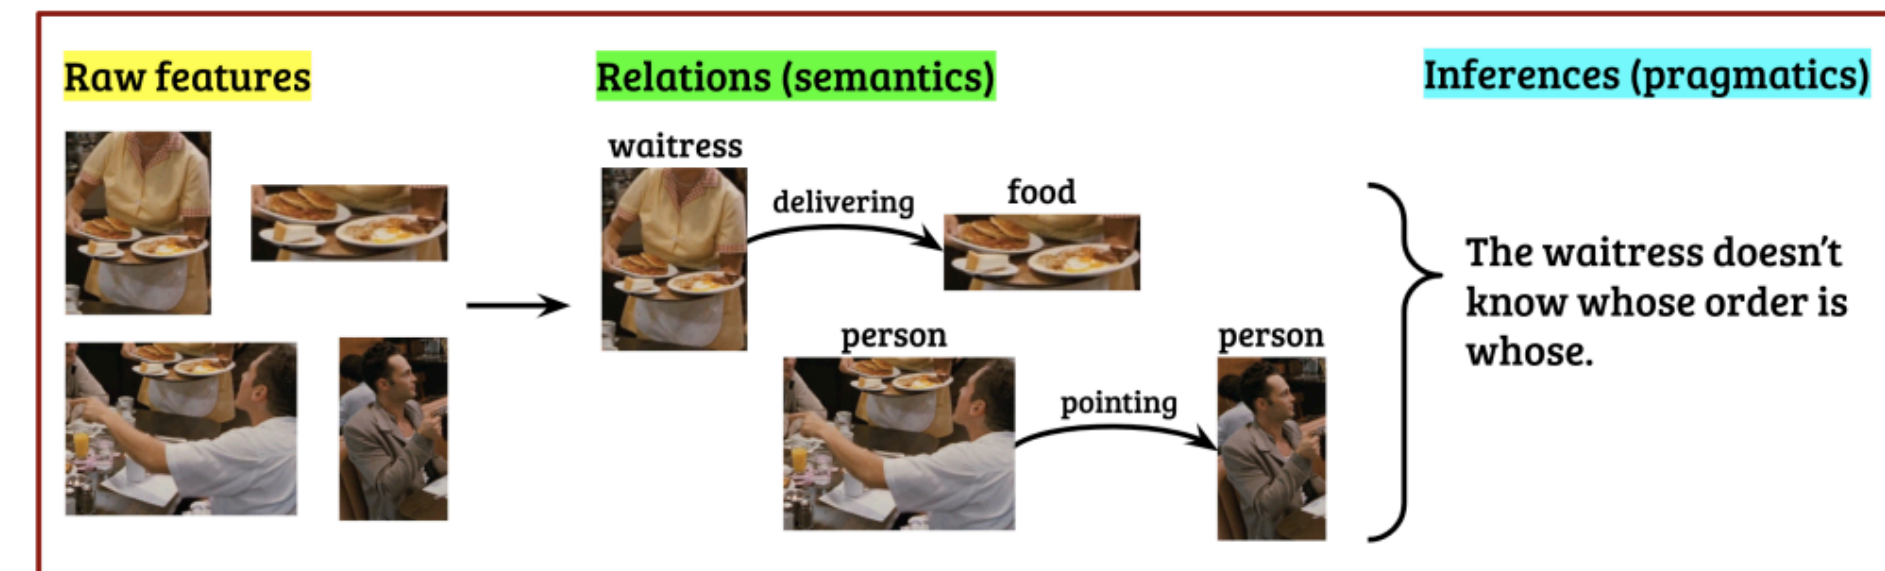 Raw features
Relations (semantics)
Inferences (pragmatics)
waitress
delivering
food
person
pointing
person
The waitress doesn't
know whose order is
whose.